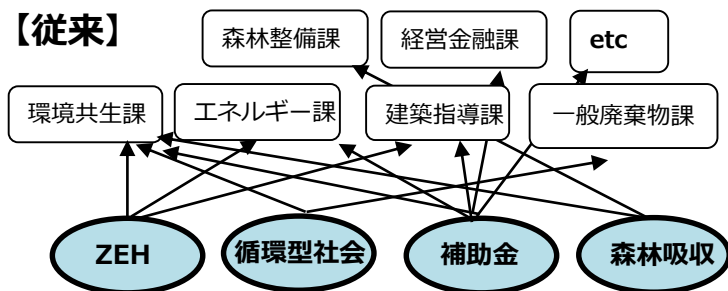 【従来】
森林整備課
経営金融課
etc
環境共生課
エネルギー課
建築指導課
一般廃棄物課
ZEH
循環型社会
補助金
森林吸収